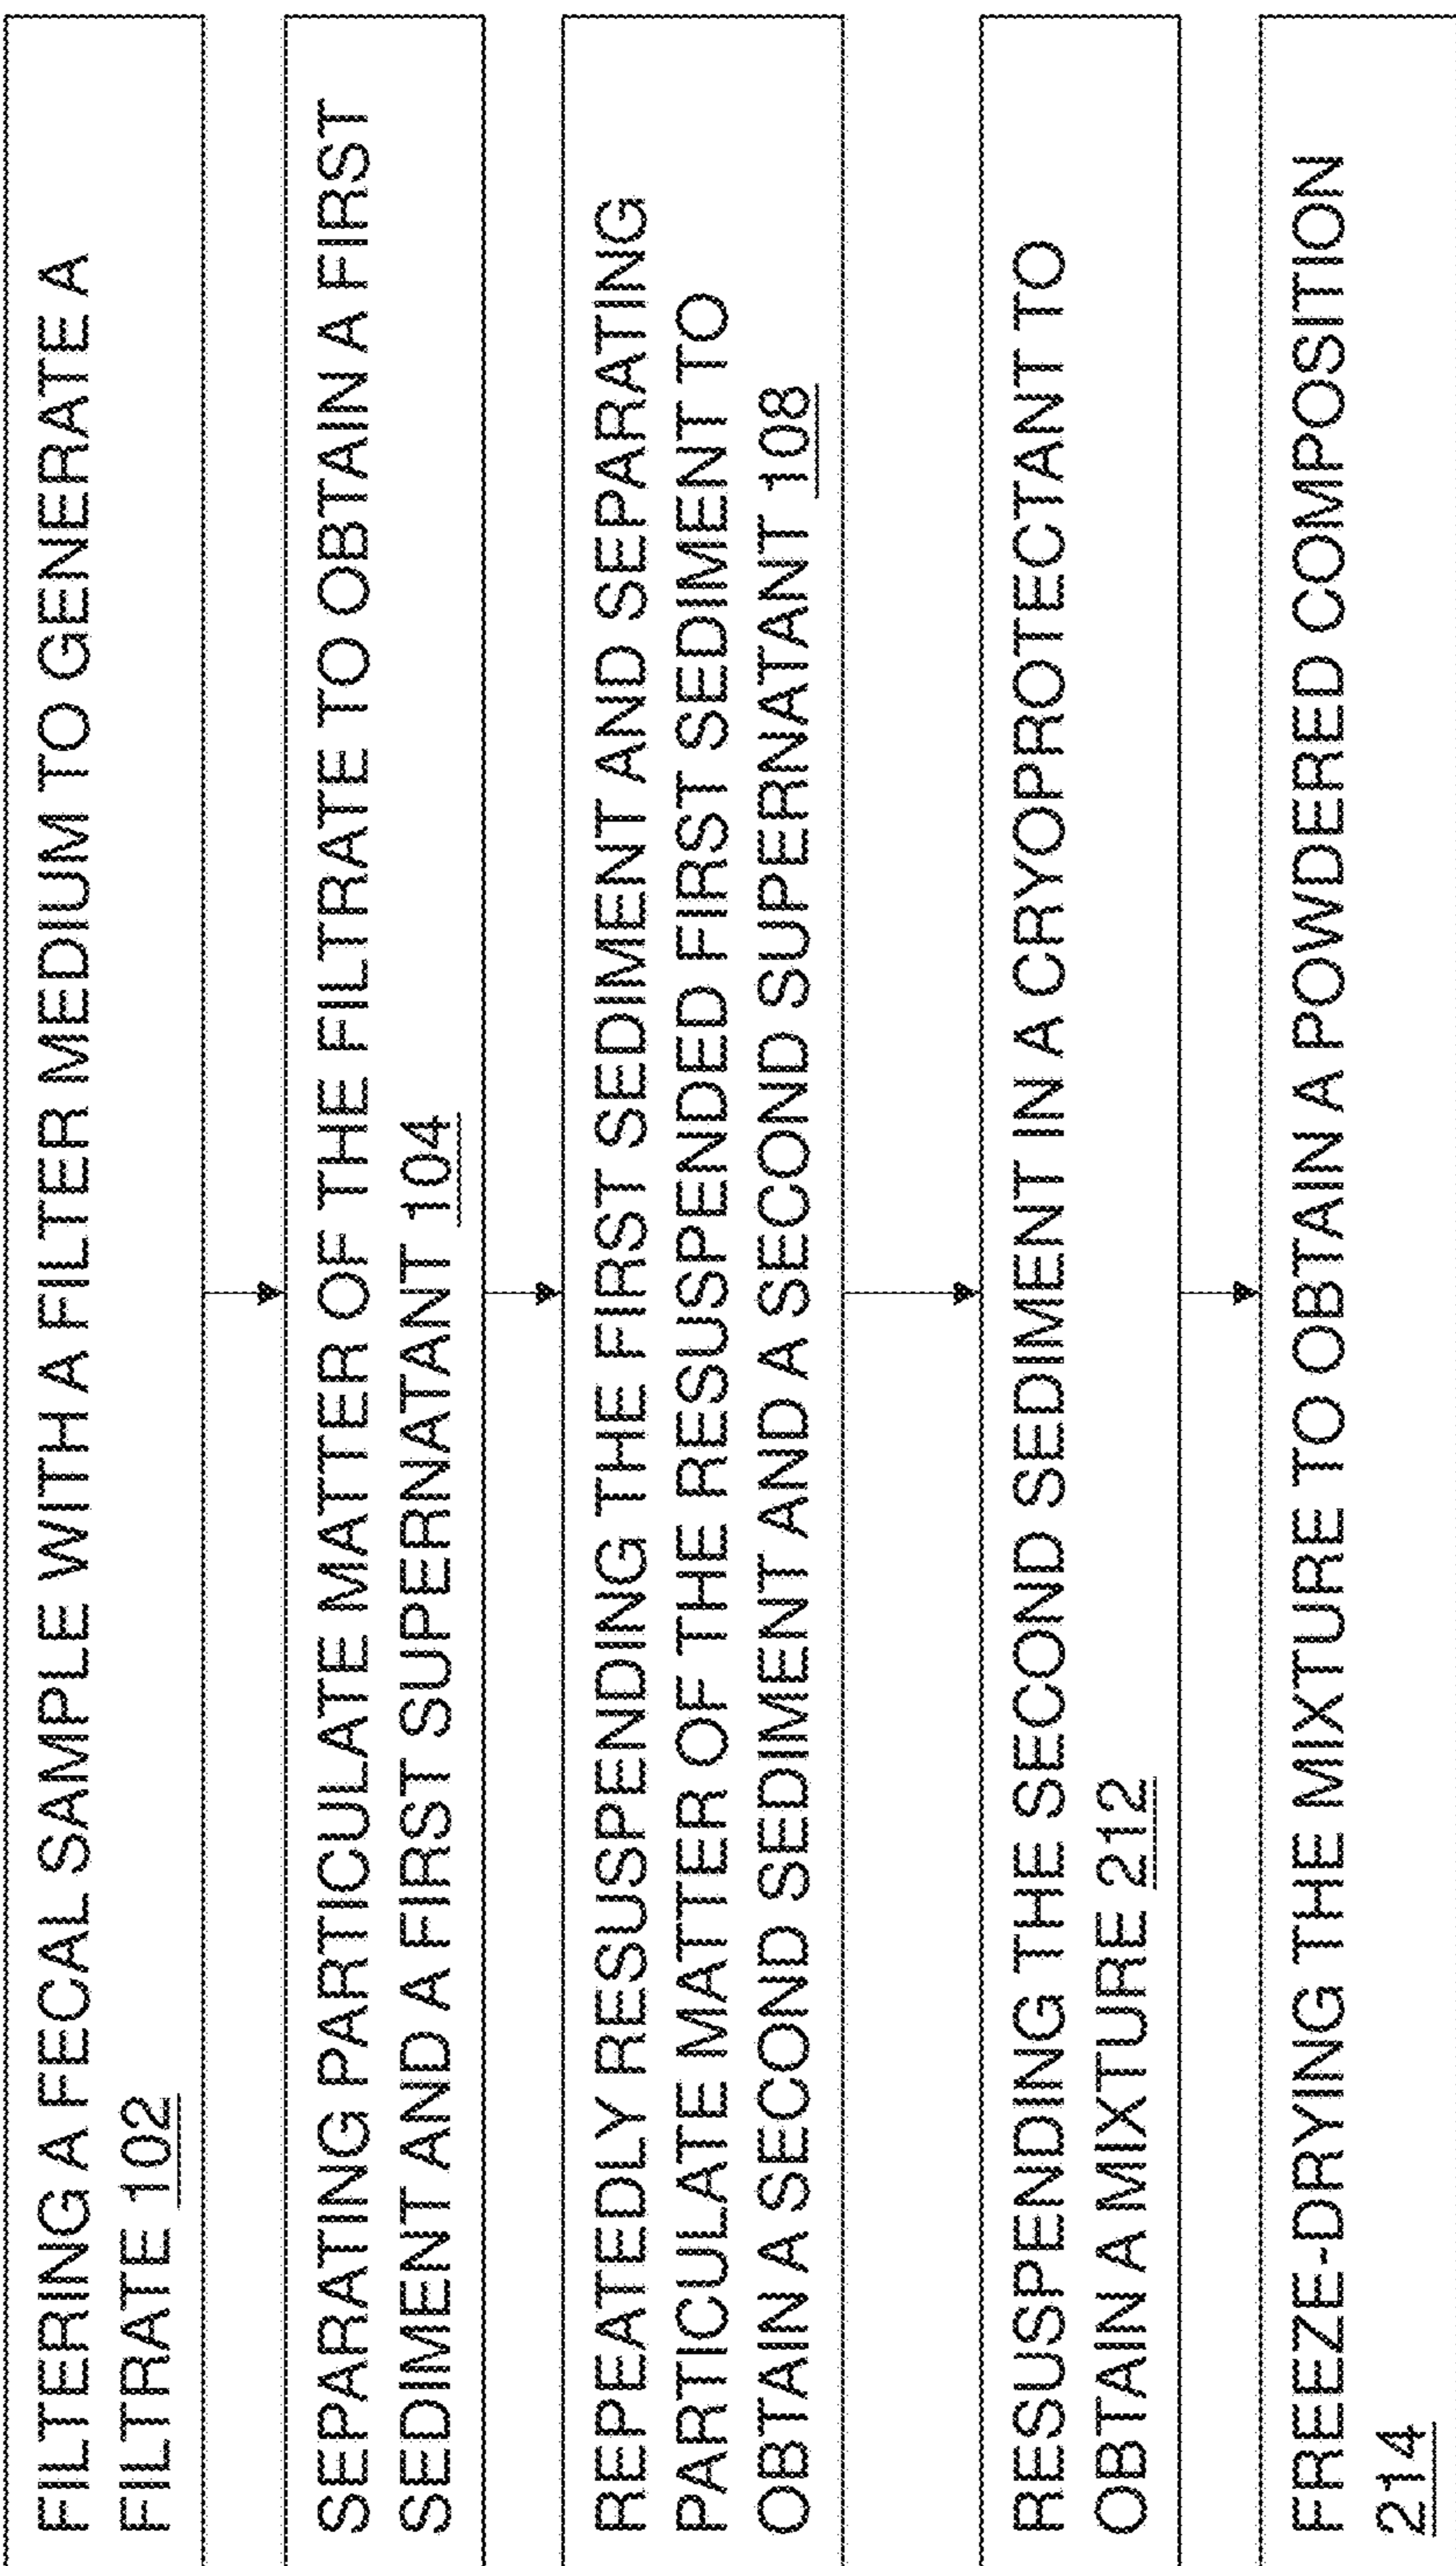 FILTERING A FECAL SAMPLE WITH A FILTER MEDIUM TO GENERATE A
FILTRATE 102
SEPARATING PARTICULATE MATTER OF THE FILTRATE TO OBTAIN A FIRST
SEDIMENT AND A FIRST SUPERNATANT 104
REPEATEDLY RESUSPENDING THE FIRST SEDIMENT AND SEPARATING
PARTICULATE MATTER OF THE RESUSPENDED FIRST SEDIMENT TO
OBTAIN A SECOND SEDIMENT AND A SECOND SUPERNATANT 108
RESUSPENDING THE SECOND SEDIMENT IN A CRYOPROTECTANT TO
OBTAIN A MIXTURE 212
FREEZE-DRYING THE MIXTURE TO OBTAIN A POWDERED COMPOSITION
214